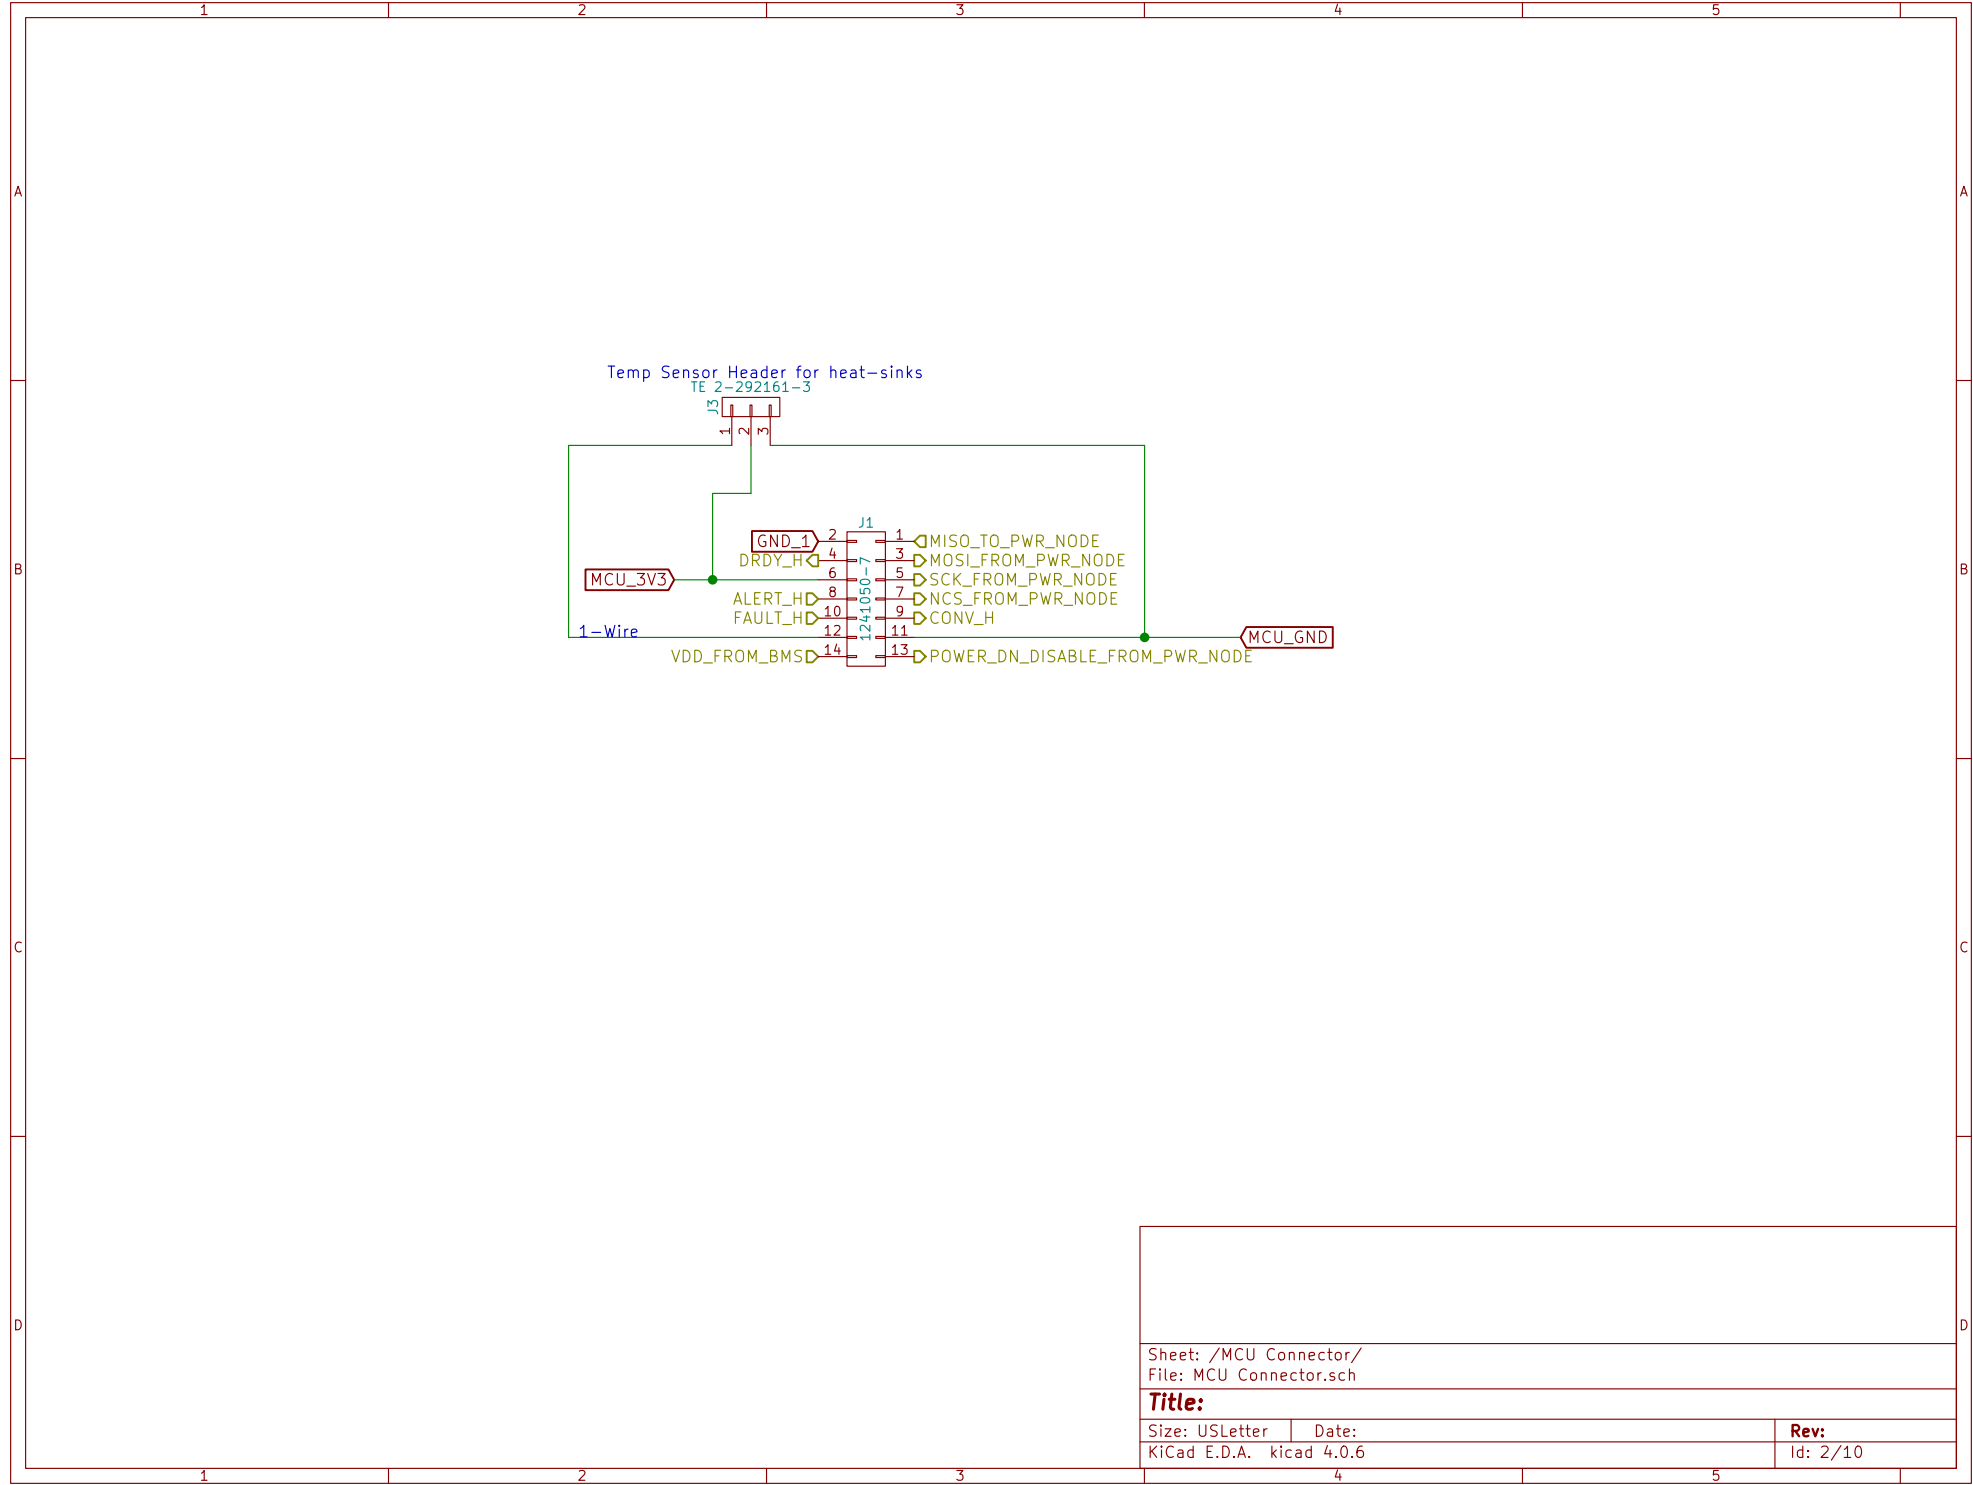 1 2 3 4 5
A A
Temp Sensor Header for heat-sinks
TE 2-292161-3
J3
1 2 3
J1
GND_1 2 1 MISO_TO_PWR_NODE
DRDY_H 4 3 MOSI_FROM_PWR_NODE
B MCU_3V3 6 5 SCK_FROM_PWR_NODE B
ALERT_H 8 7 NCS_FROM_PWR_NODE
FAULT_H 10 9 CONV_H
1-Wire 12 11 MCU_GND
VDD_FROM_BMS 14 13 POWER_DN_DISABLE_FROM_PWR_NODE
1241050-7
C C
D D
Sheet: /MCU Connector/
File: MCU Connector.sch
Title:
Size: USLetter Date: Rev:
KiCad E.D.A. kicad 4.0.6 Id: 2/10
1 2 3 4 5